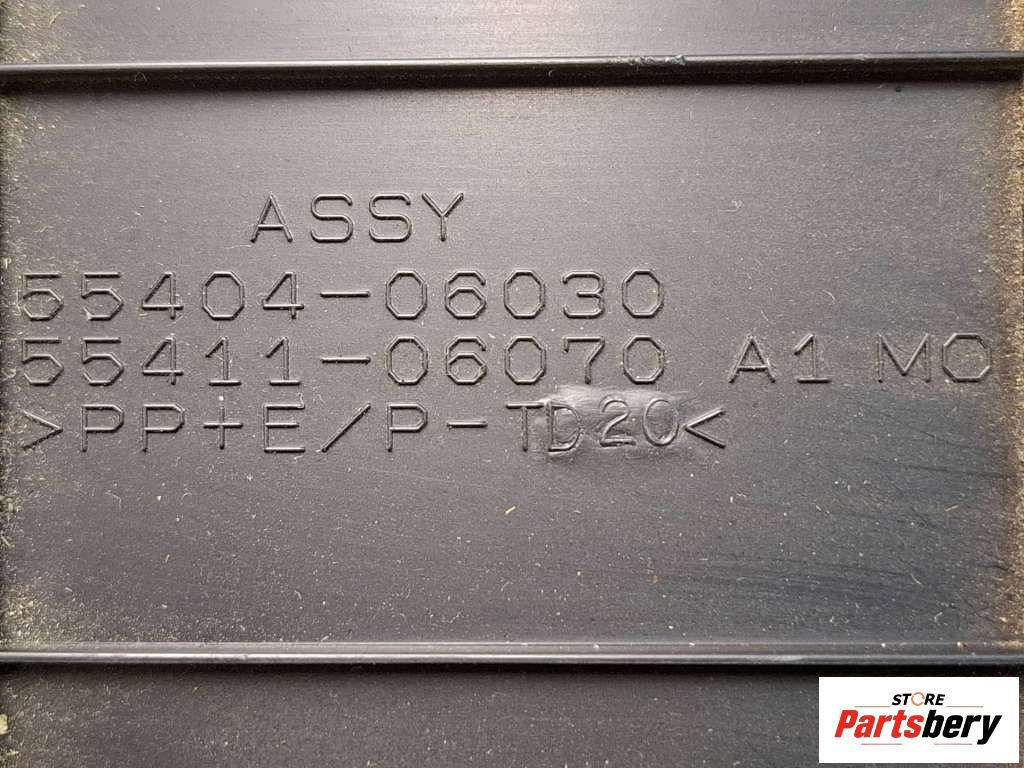 ASSY
55404-06030
55411-06070 A1 MO
>PP+E/P-TD20<
STORE
Partsbery